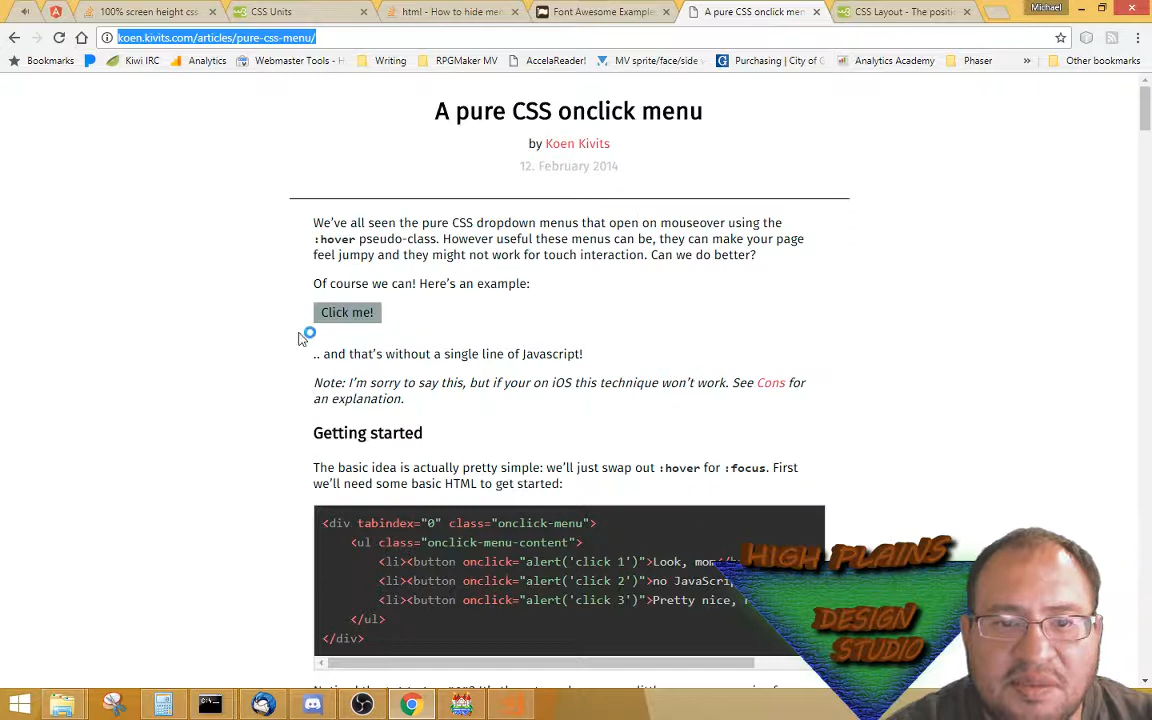 100% screen height css
CSS Units
html - How to hide men
Font Awesome Example
A pure CSS onclick men
CSS Layout - The positi
Michael
koen.kivits.com/articles/pure-css-menu/
Bookmarks
Kiwi IRC
Analytics
Webmaster Tools - H
Writing
RPGMaker MV
AccelaReader!
MV sprite/face/side
Purchasing | City of
Analytics Academy
Phaser
»
Other bookmarks
A pure CSS onclick menu
by Koen Kivits
12. February 2014
We've all seen the pure CSS dropdown menus that open on mouseover using the
:hover pseudo-class. However useful these menus can be, they can make your page
feel jumpy and they might not work for touch interaction. Can we do better?
Of course we can! Here's an example:
Click me!
.. and that's without a single line of Javascript!
Note: I'm sorry to say this, but if your on iOS this technique won't work. See Cons for
an explanation.
Getting started
The basic idea is actually pretty simple: we'll just swap out :hover for :focus. First
we'll need some basic HTML to get started:
<div tabindex="0" class="onclick-menu">
<ul class="onclick-menu-content">
<li><button onclick="alert('click 1')">Look, mom</b
<li><button onclick="alert('click 2')">no JavaScri
<li><button onclick="alert('click 3')">Pretty nice,
</ul>
</div>
HIGH PLAINS
DESIGN
STUDIO